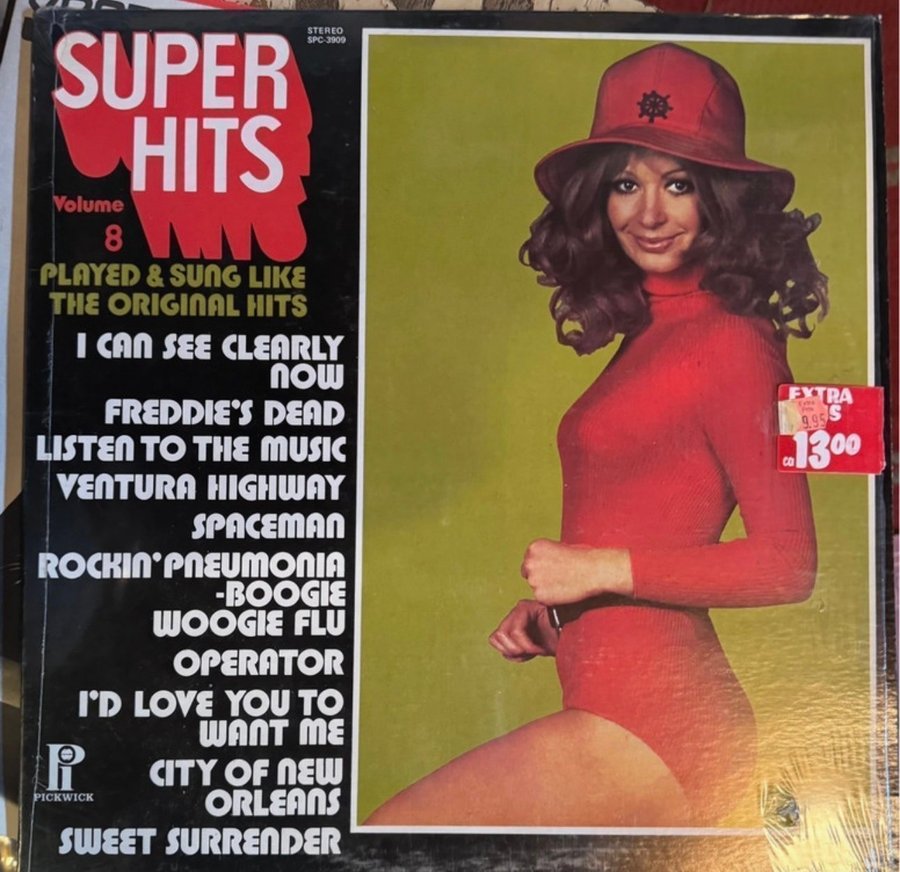 STEREO
SPC-3909
SUPER
HITS
Volume
8
PLAYED & SUNG LIKE
THE ORIGINAL HITS
I CAN SEE CLEARLY
NOW
FREDDIE'S DEAD
LISTEN TO THE MUSIC
VENTURA HIGHWAY
SPACEMAN
ROCKIN' PNEUMONIA
-BOOGIE
WOOGIE FLU
OPERATOR
I'D LOVE YOU TO
WANT ME
CITY OF NEW
ORLEANS
SWEET SURRENDER
Pi
PICKWICK
EXTRA
S
9.95
ca 13.00